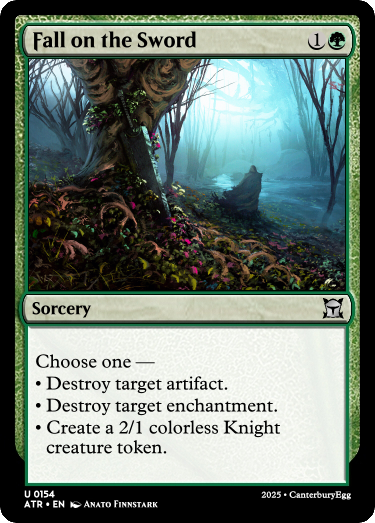 Fall on the Sword 1
Sorcery
Choose one —
• Destroy target artifact.
• Destroy target enchantment.
• Create a 2/1 colorless Knight
creature token.
U 0154
ATR • EN Anato Finnstark
2025 • CanterburyEgg